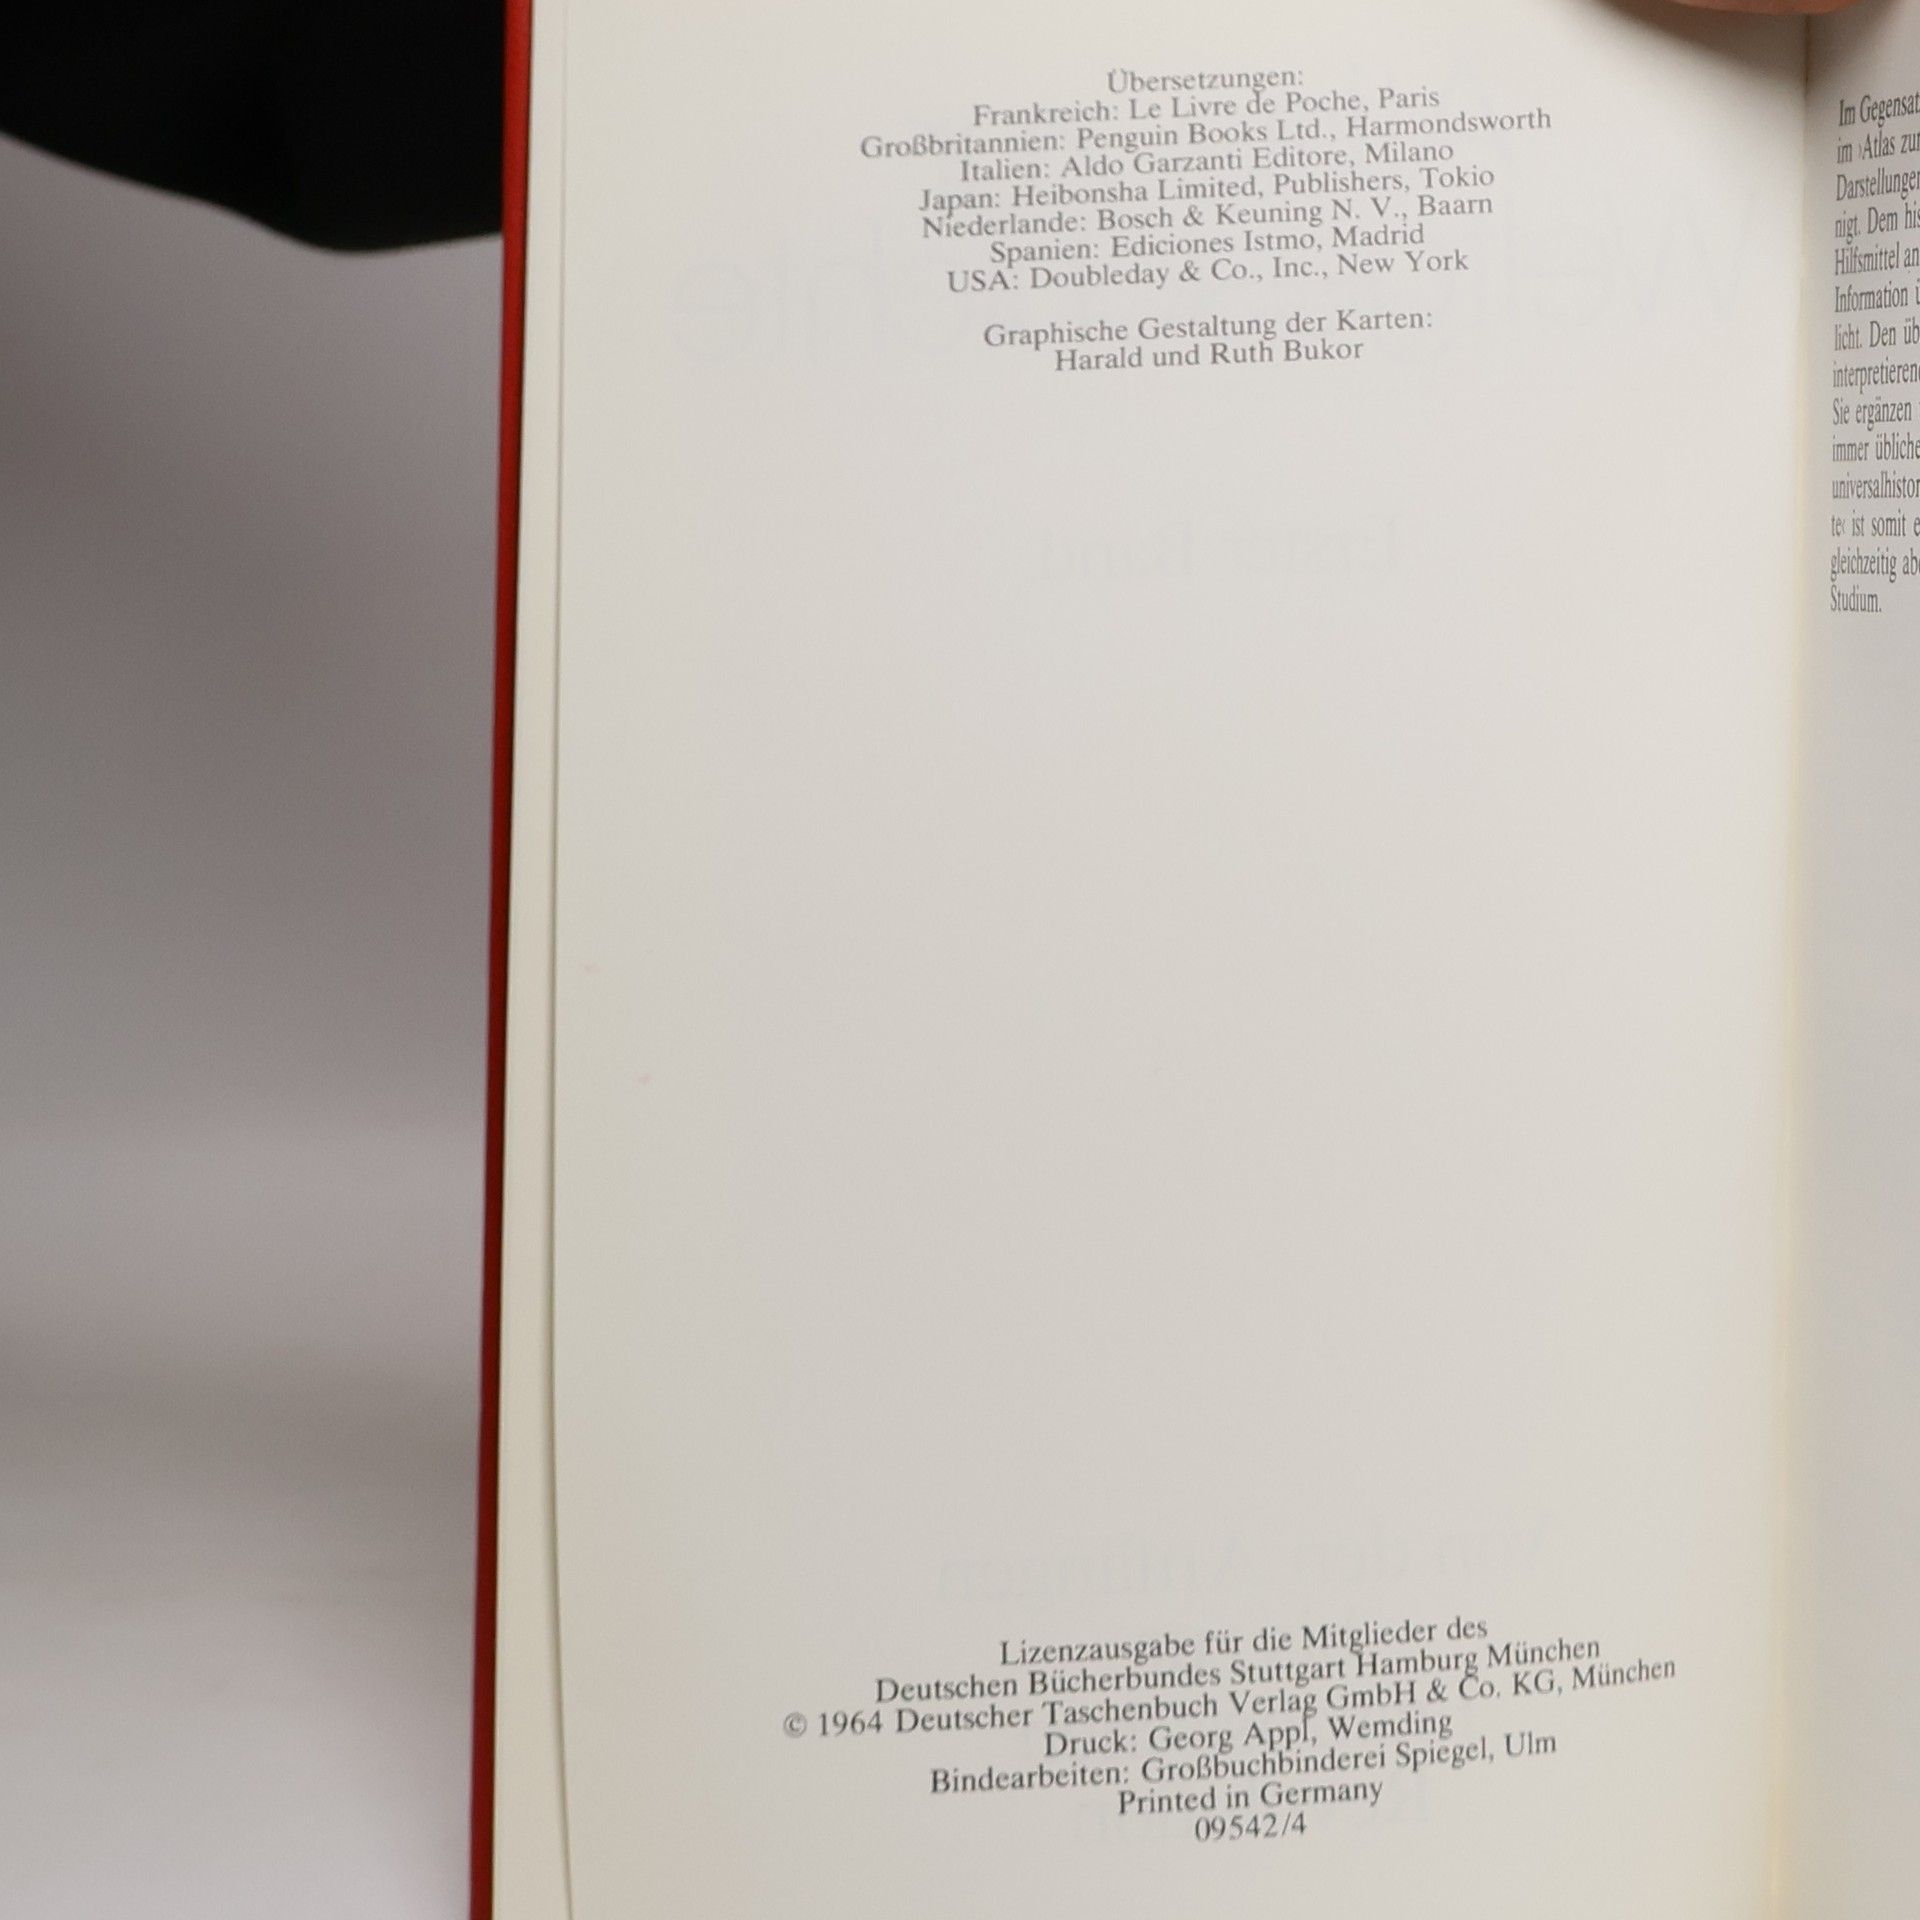 Übersetzungen:
Frankreich: Le Livre de Poche, Paris
Großbritannien: Penguin Books Ltd., Harmondsworth
Italien: Aldo Garzanti Editore, Milano
Japan: Heibonsha Limited, Publishers, Tokio
Niederlande: Bosch & Keuning N. V., Baarn
Spanien: Ediciones Istmo, Madrid
USA: Doubleday & Co., Inc., New York
Graphische Gestaltung der Karten:
Harald und Ruth Bukor
Lizenzausgabe für die Mitglieder des
Deutschen Bücherbundes Stuttgart Hamburg München
© 1964 Deutscher Taschenbuch Verlag GmbH & Co. KG, München
Druck: Georg Appl, Wemding
Bindearbeiten: Großbuchbinderei Spiegel, Ulm
Printed in Germany
09542/4
Im Gegensat
im ›Atlas zur
Darstellungen
nigt. Dem his
Hilfsmittel an
Information ü
licht. Den üb
interpretieren
Sie ergänzen
immer übliche
universalhistor
te‹ ist somit e
gleichzeitig ab
Studium.